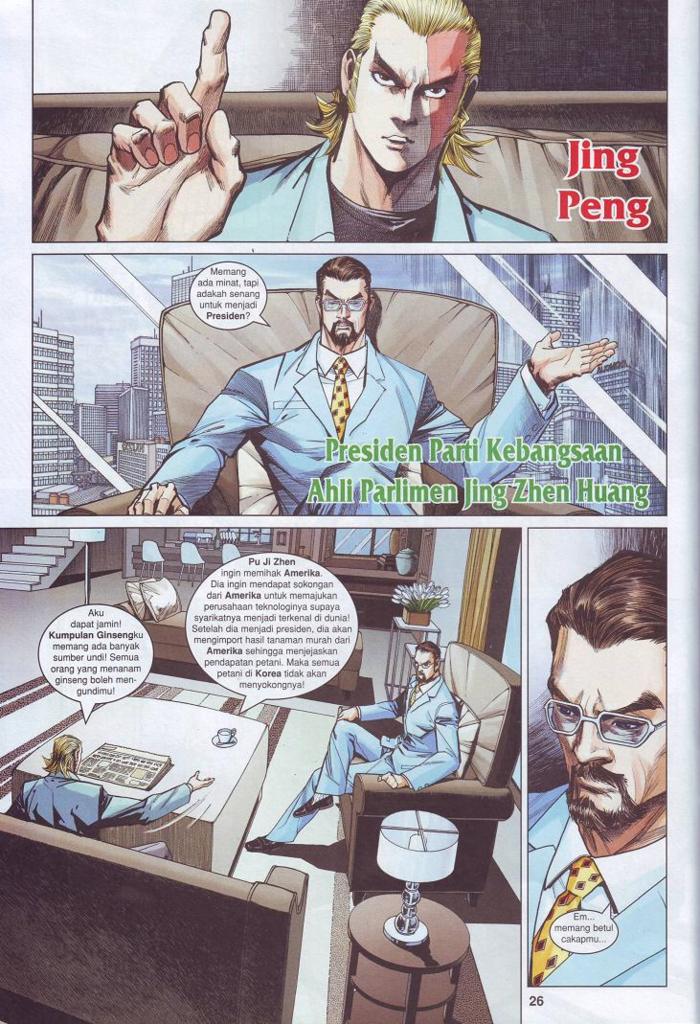 Jing
Peng
Memang
ada minat, tapi
adakah senang
untuk menjadi
Presiden?
Presiden Parti Kebangsaan
Ahli Parlimen Jing Zhen Huang
Aku
dapat jamin!
Kumpulan Ginsengku
memang ada banyak
sumber undi! Semua
orang yang menanam
ginseng boleh men-
gundimu!
Pu Ji Zhen
ingin memihak Amerika.
Dia ingin mendapat sokongan
dari Amerika untuk memajukan
perusahaan teknologinya supaya
syarikatnya menjadi terkenal di dunia!
Setelah dia menjadi presiden, dia akan
mengimport hasil tanaman murah dari
Amerika sehingga menjejaskan
pendapatan petani. Maka semua
petani di Korea tidak akan
menyokongnya!
Em...
memang betul
cakapmu...
26